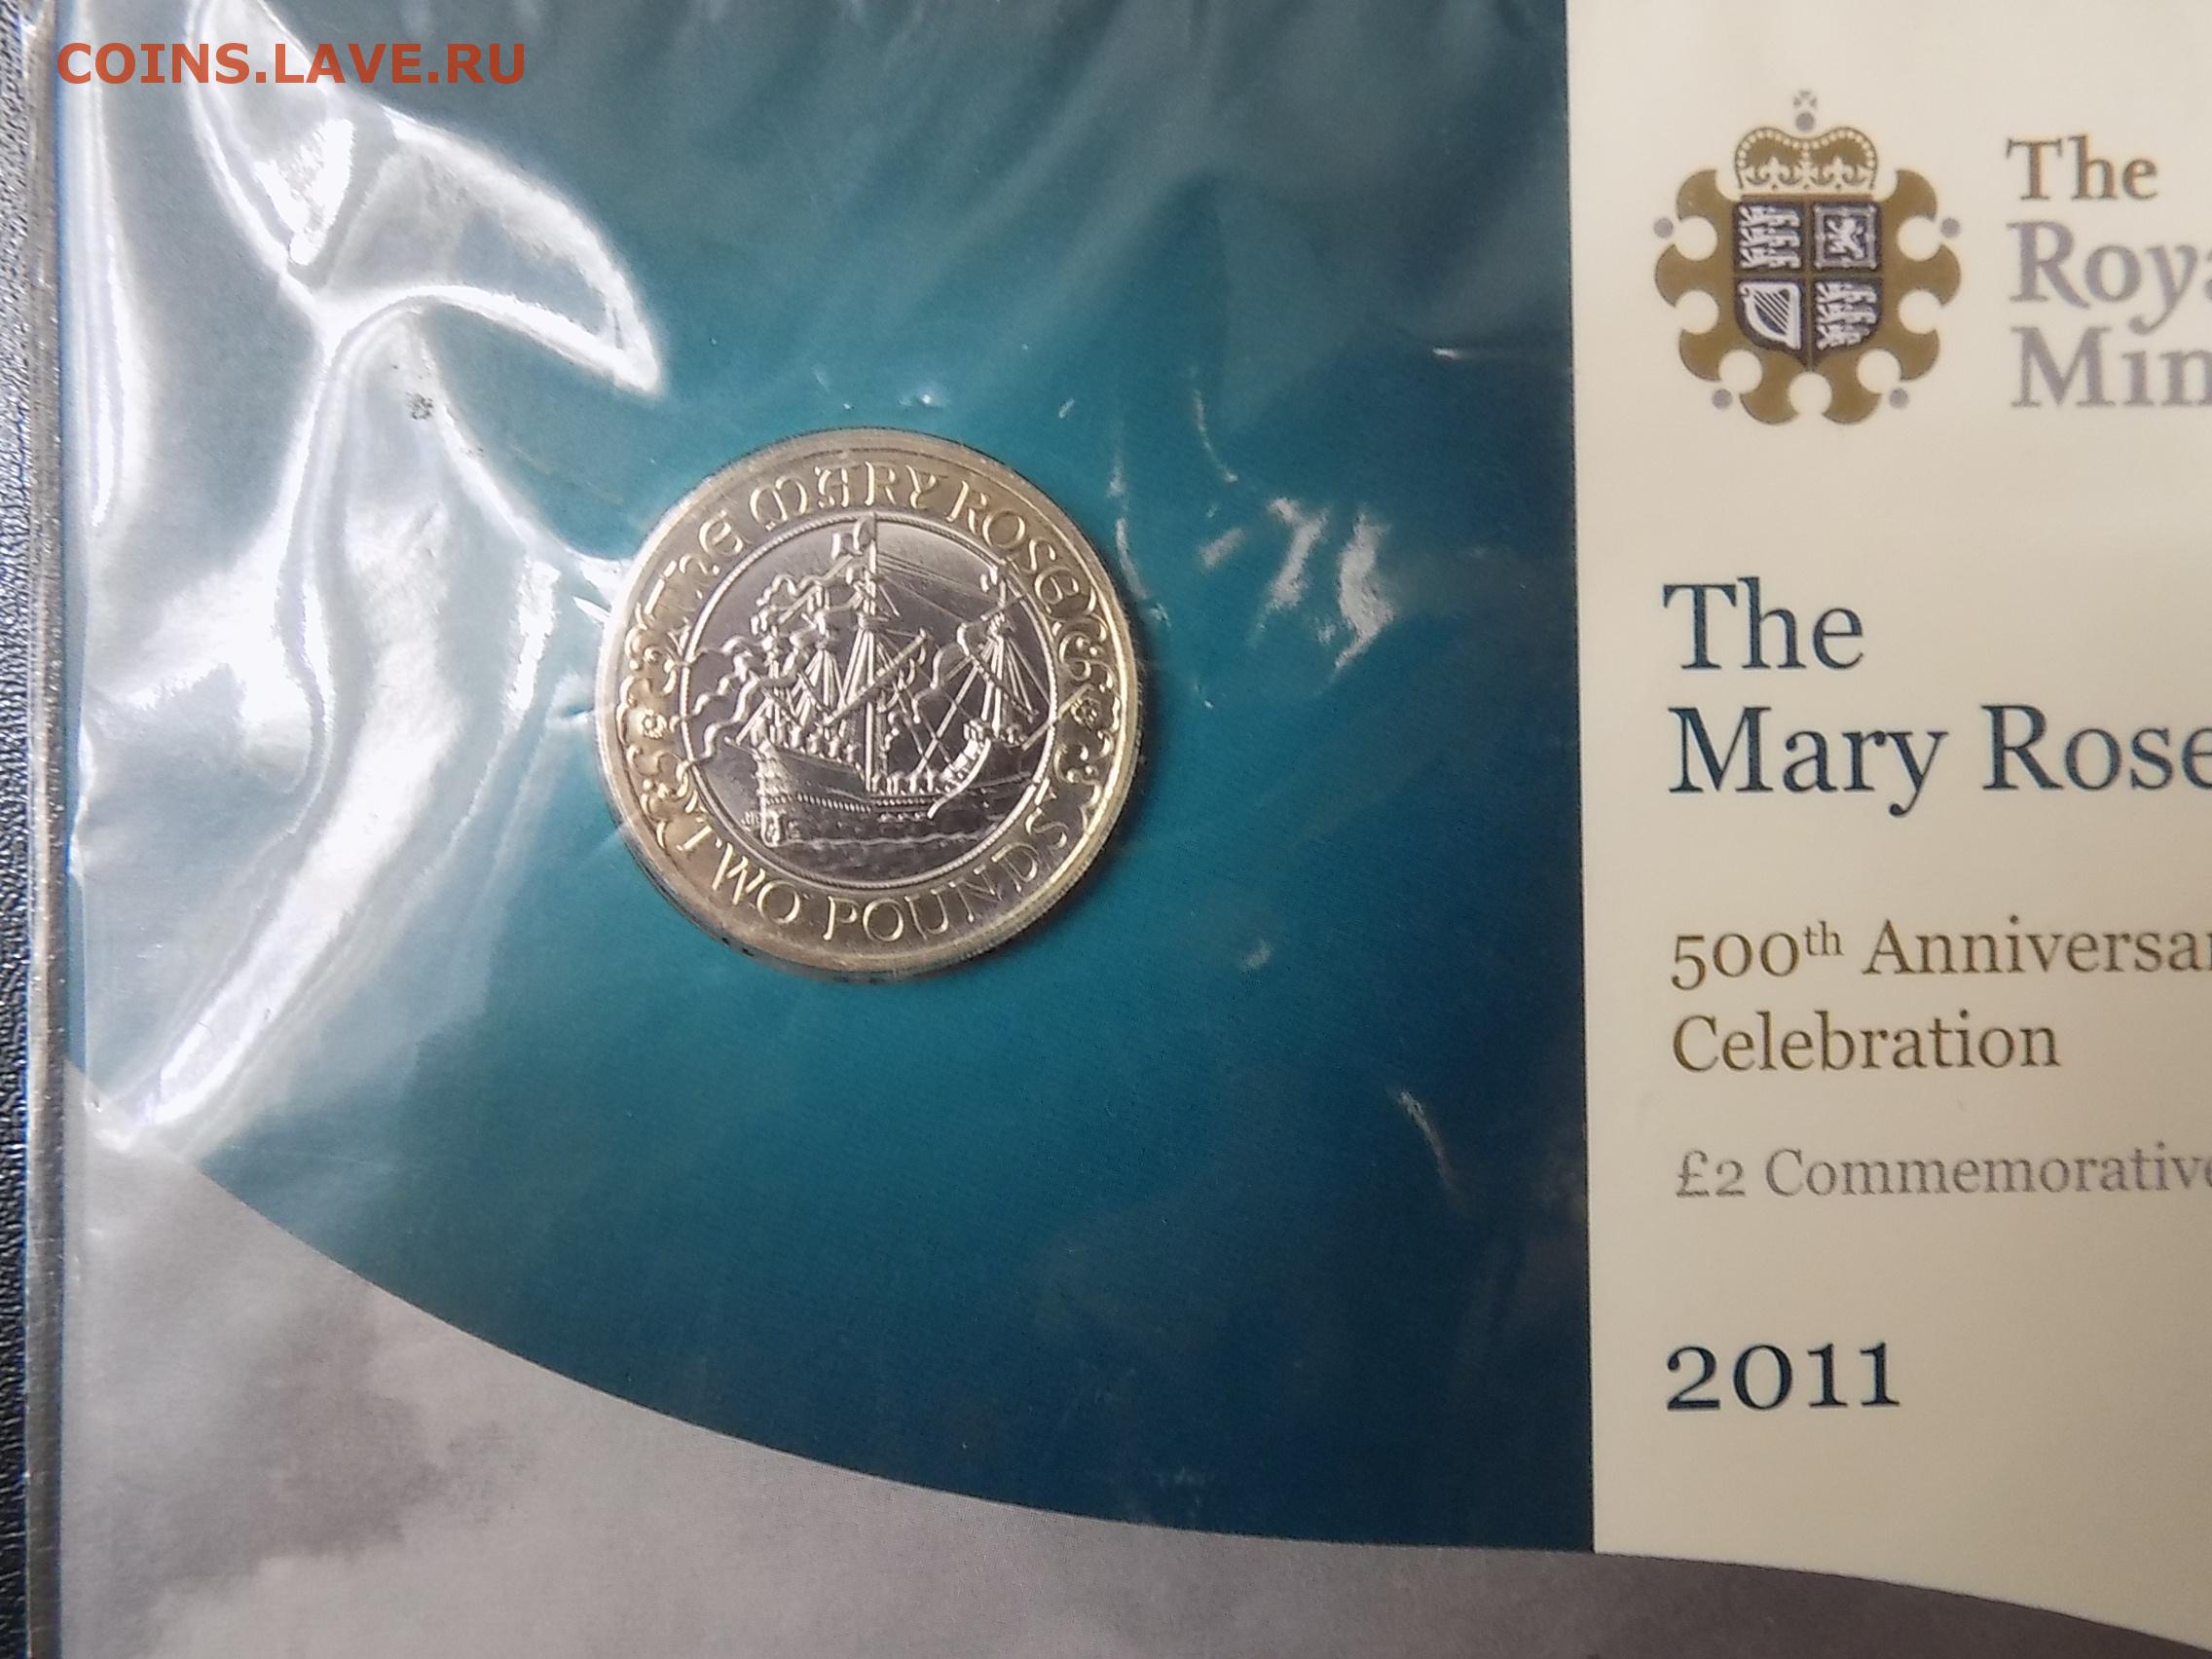 COINS.LAVE.RU
THE MARY ROSE
TWO POUNDS
The
Roya
Min
The
Mary Rose
500th Anniversar
Celebration
£2 Commemorative
2011